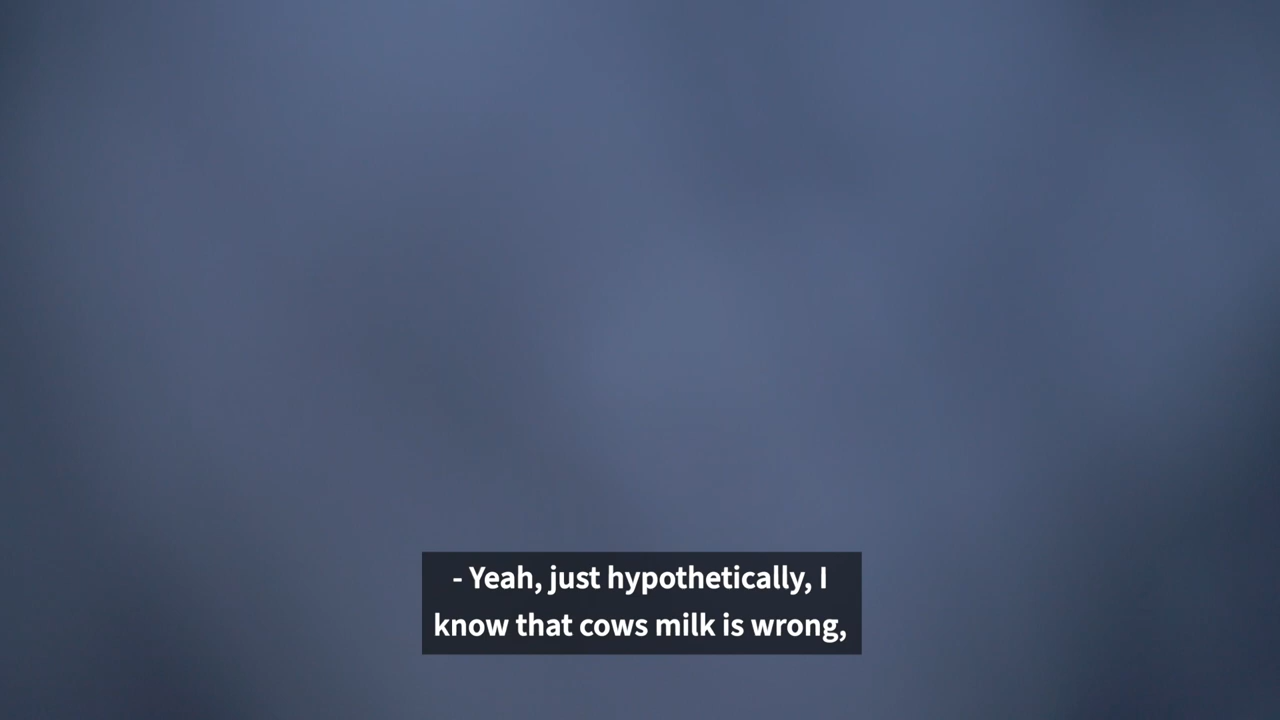 - Yeah, just hypothetically, I
know that cows milk is wrong,